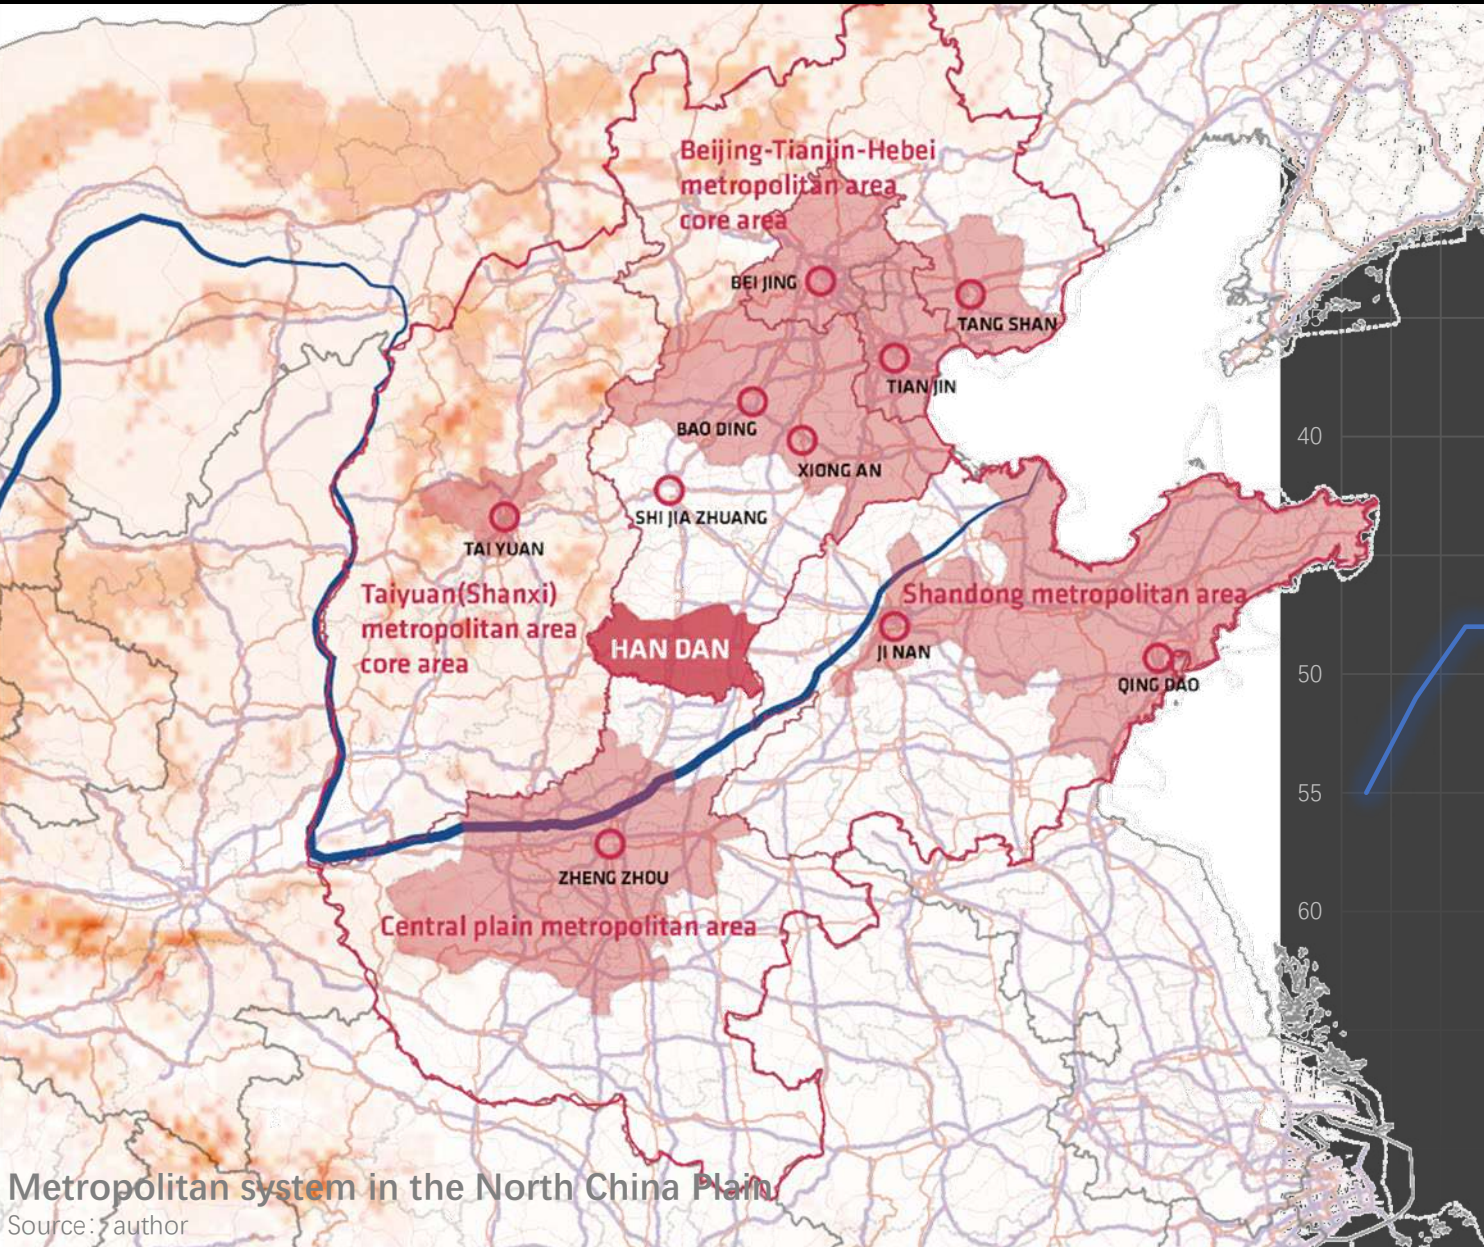 Beijing-Tianjin-Hebei
metropolitan area
core area
BEI JING
TANG SHAN
TIAN JIN
BAO DING
XIONG AN
SHI JIA ZHUANG
TAI YUAN
Taiyuan(Shanxi)
metropolitan area
core area
HAN DAN
Shandong metropolitan area
JI NAN
QING DAO
ZHENG ZHOU
Central plain metropolitan area
40
50
55
60
Metropolitan system in the North China Plain
Source: author